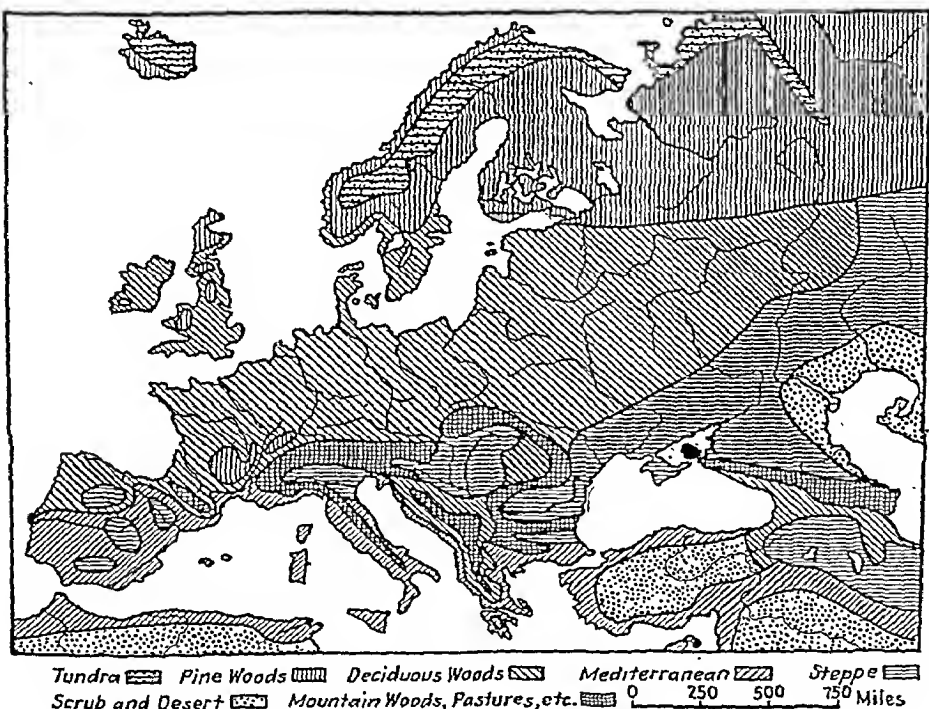 Tundra Pine Woods Deciduous Woods Mediterranean Steppe
Scrub and Desert Mountain Woods, Pastures, etc. 0 250 500 750 Miles